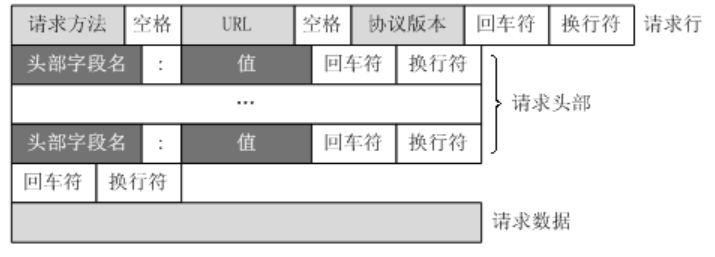 请求方法 空格 URL 空格 协议版本 回车符 换行符 请求行
头部字段名 : 值 回车符 换行符
... 请求头部
头部字段名 : 值 回车符 换行符
回车符 换行符
请求数据